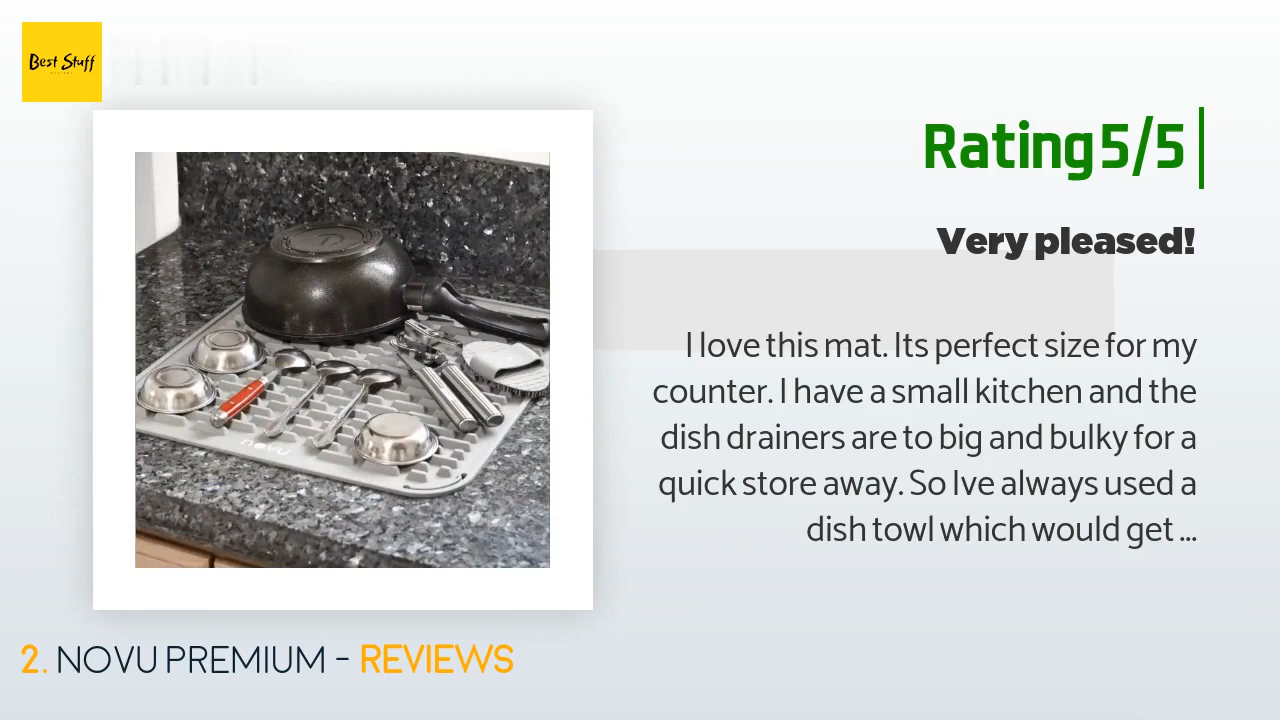 Best Stuff
Rating 5/5
Very pleased!
I love this mat. Its perfect size for my
counter. I have a small kitchen and the
dish drainers are to big and bulky for a
quick store away. So Ive always used a
dish towl which would get ...
novu
2. NOVU PREMIUM - REVIEWS